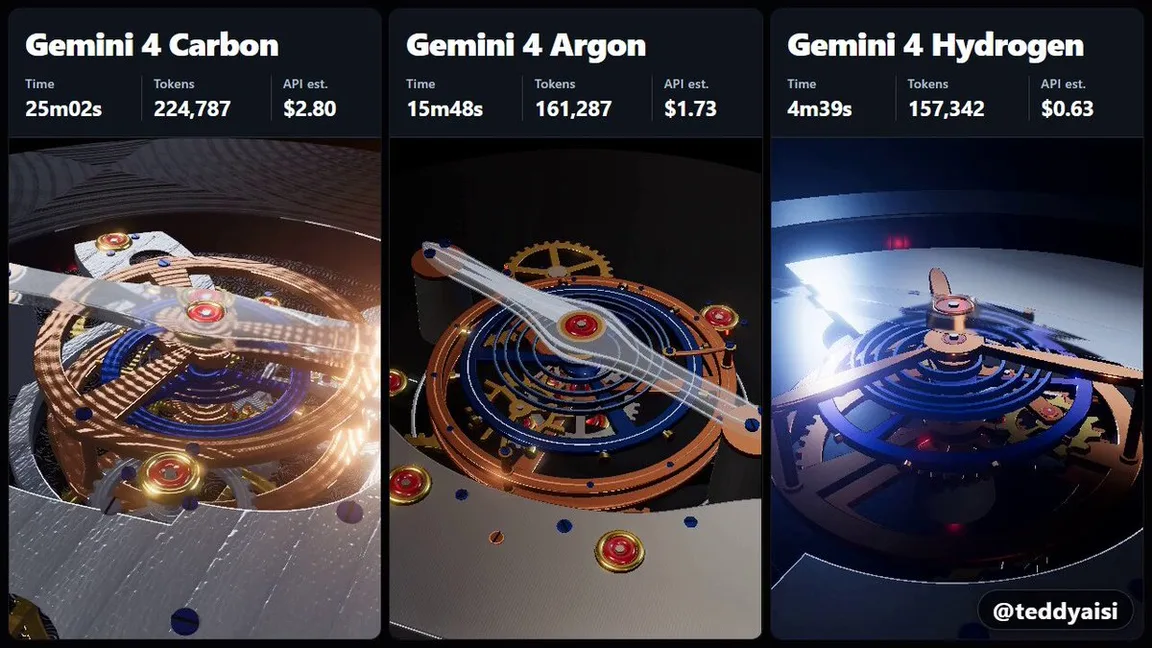 Gemini 4 Carbon
Time Tokens API est.
25m02s 224,787 $2.80
Gemini 4 Argon
Time Tokens API est.
15m48s 161,287 $1.73
Gemini 4 Hydrogen
Time Tokens API est.
4m39s 157,342 $0.63
@teddyaisi